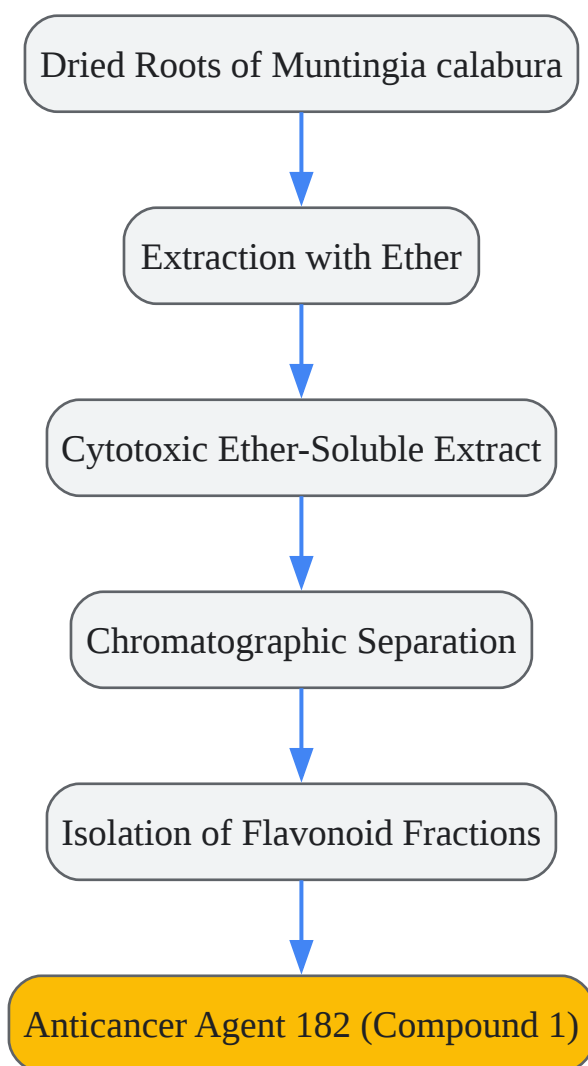 Dried Roots of Muntingia calabura
Extraction with Ether
Cytotoxic Ether-Soluble Extract
Chromatographic Separation
Isolation of Flavonoid Fractions
Anticancer Agent 182 (Compound 1)